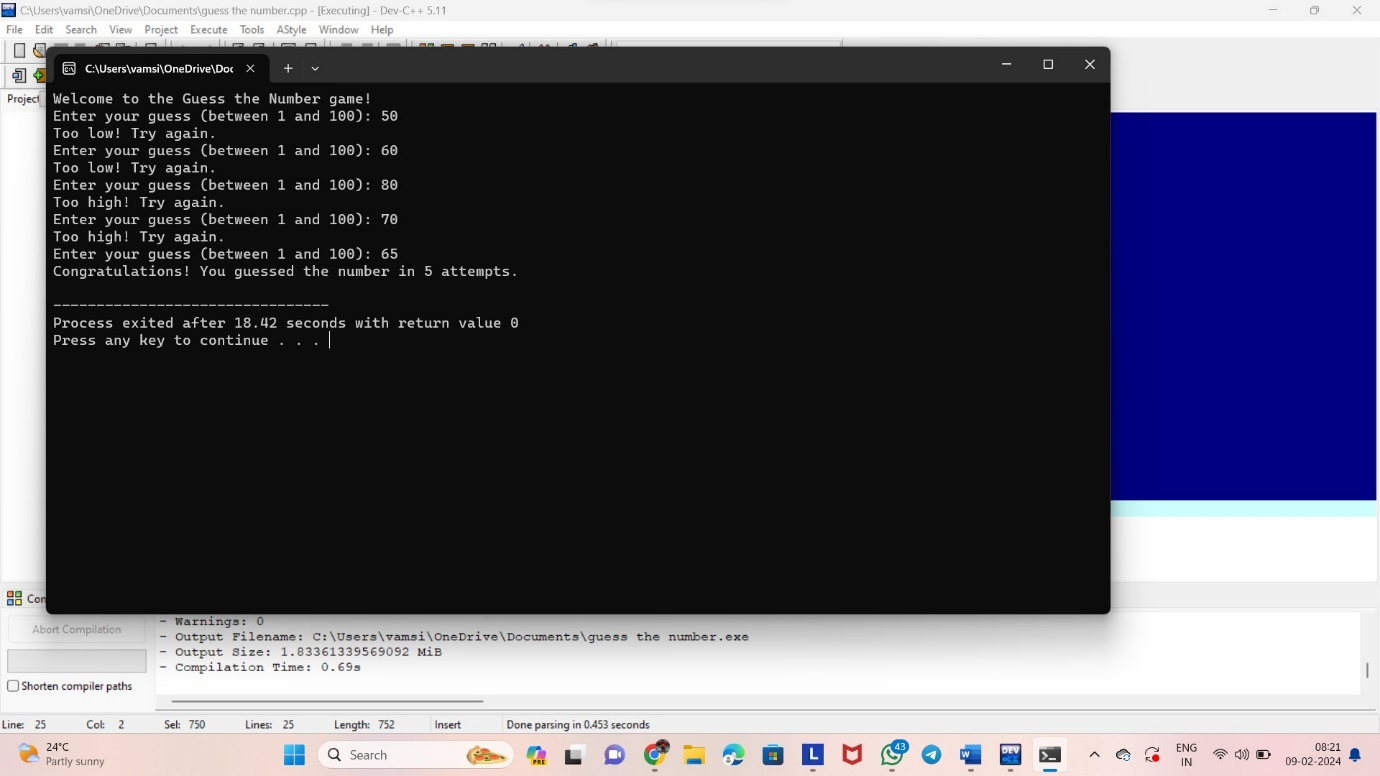 C:\Users\vamsi\OneDrive\Documents\guess the number.cpp - [Executing] - Dev-C++ 5.11
File Edit Search View Project Execute Tools AStyle Window Help
C:\Users\vamsi\OneDrive\Doc
Project
Welcome to the Guess the Number game!
Enter your guess (between 1 and 100): 50
Too low! Try again.
Enter your guess (between 1 and 100): 60
Too low! Try again.
Enter your guess (between 1 and 100): 80
Too high! Try again.
Enter your guess (between 1 and 100): 70
Too high! Try again.
Enter your guess (between 1 and 100): 65
Congratulations! You guessed the number in 5 attempts.
--------------------------------
Process exited after 18.42 seconds with return value 0
Press any key to continue . . .
Con
Abort Compilation
Shorten compiler paths
- Warnings: 0
- Output Filename: C:\Users\vamsi\OneDrive\Documents\guess the number.exe
- Output Size: 1.83361339569092 MiB
- Compilation Time: 0.69s
Line: 25 Col: 2 Sel: 750 Lines: 25 Length: 752 Insert Done parsing in 0.453 seconds
24°C
Partly sunny
Search
PRE
L
43
W
DEV
ENG
IN
08:21
09-02-2024